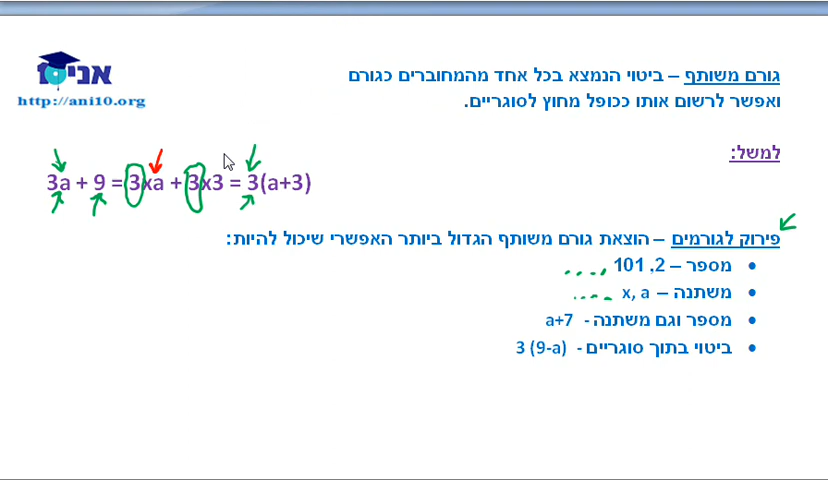 אני10
http://ani10.org
גורם משותף – ביטוי הנמצא בכל אחד מהמחוברים כגורם
ואפשר לרשום אותו ככופל מחוץ לסוגריים.
למשל:
3a + 9 = 3xa + 3x3 = 3(a+3)
פירוק לגורמים – הוצאת גורם משותף הגדול ביותר האפשרי שיכול להיות:
• מספר – 2, 101 ....
• משתנה – x, a ....
• מספר וגם משתנה - a+7
• ביטוי בתוך סוגריים - 3 (9-a)